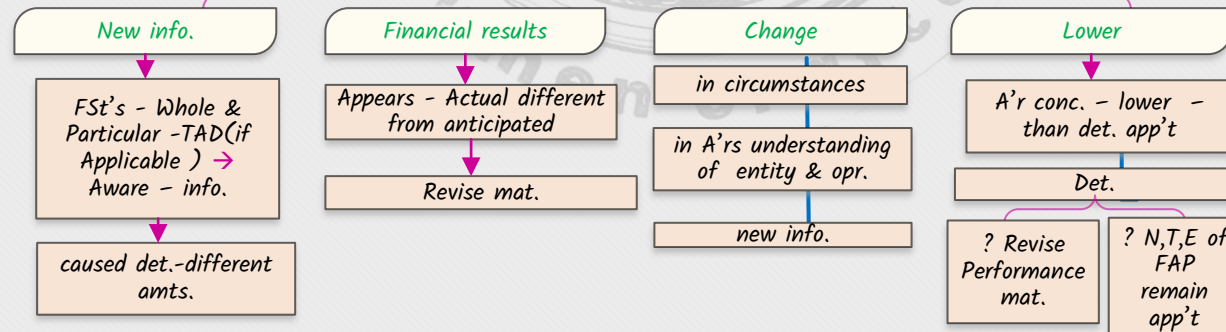 New info.
FSt's - Whole &
Particular -TAD(if
Applicable ) →
Aware – info.
caused det.-different
amts.
Financial results
Appears - Actual different
from anticipated
Revise mat.
Change
in circumstances
in A'rs understanding
of entity & opr.
new info.
Lower
A'r conc. – lower –
than det. app't
Det.
? Revise
Performance
mat.
? N,T,E of
FAP
remain
app't